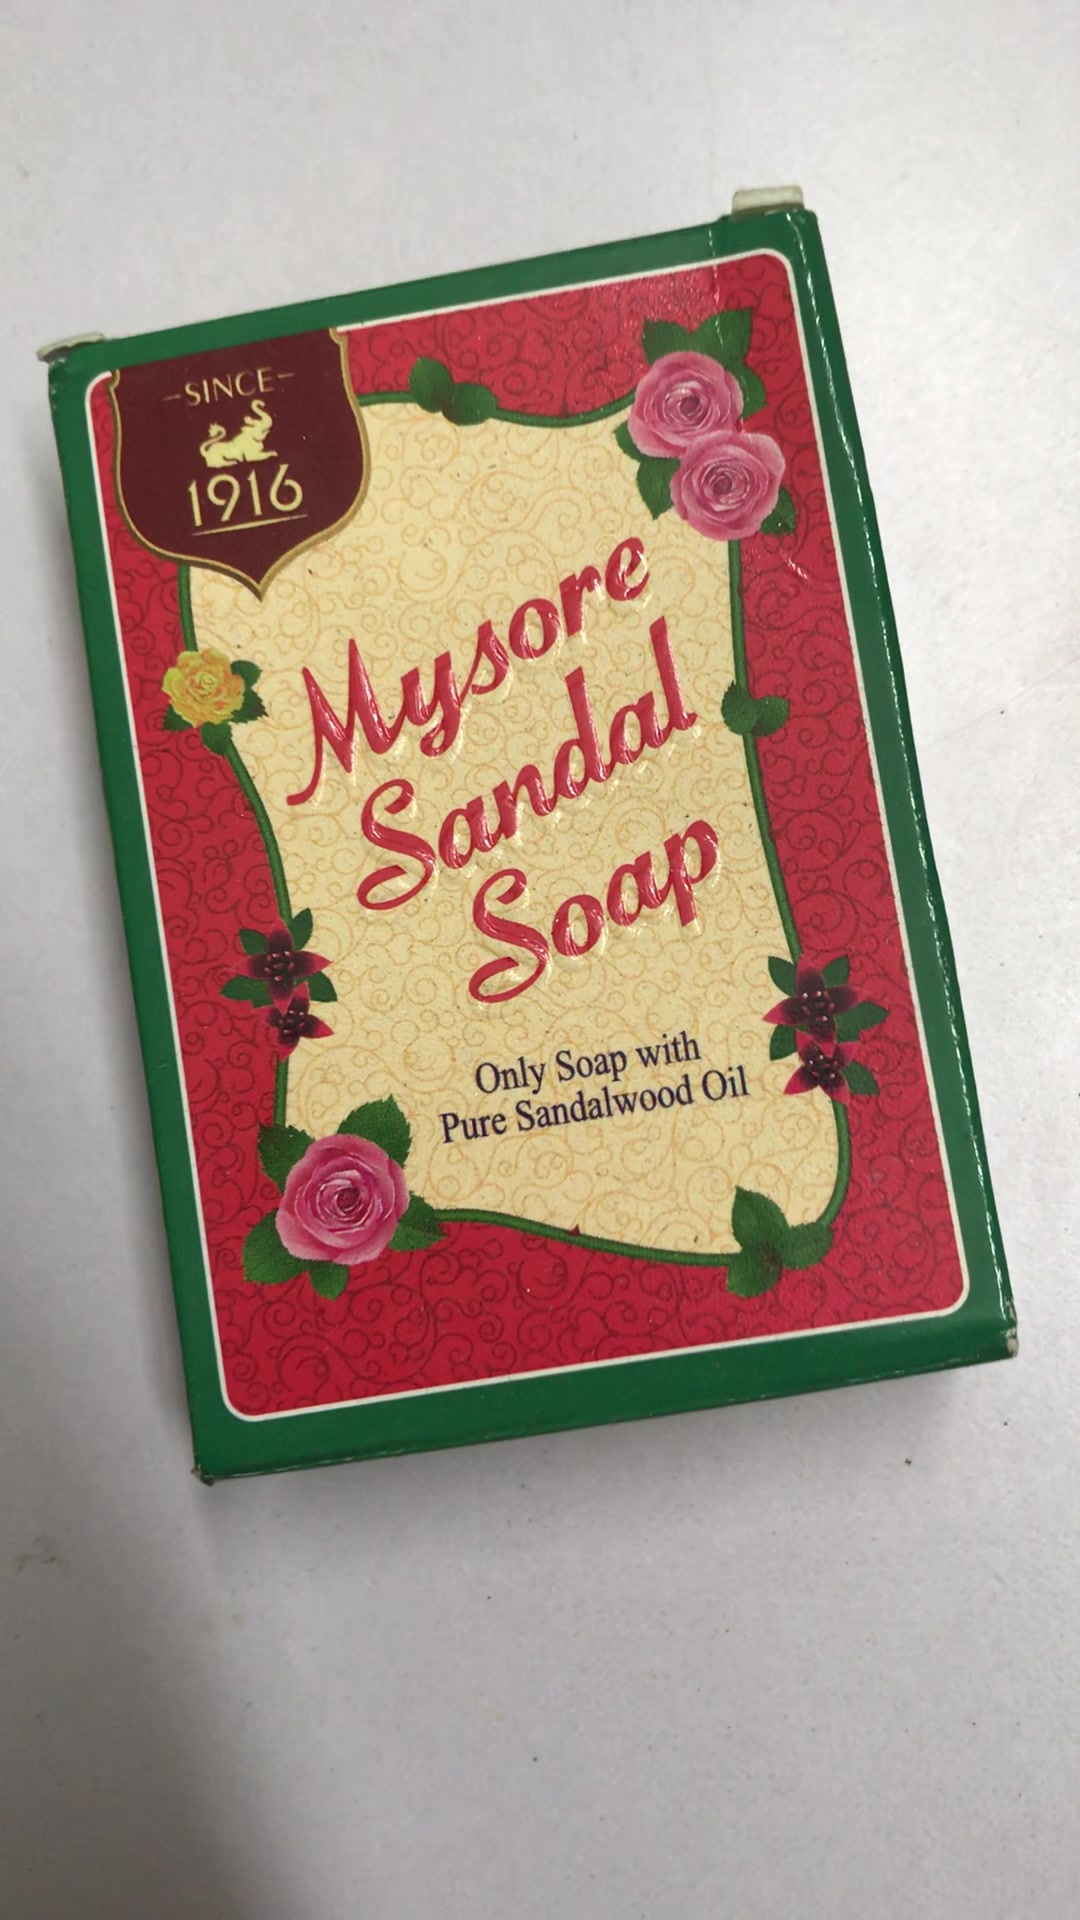 -SINCE-
1916
Mysore
Sandal
Soap
Only Soap with
Pure Sandalwood Oil